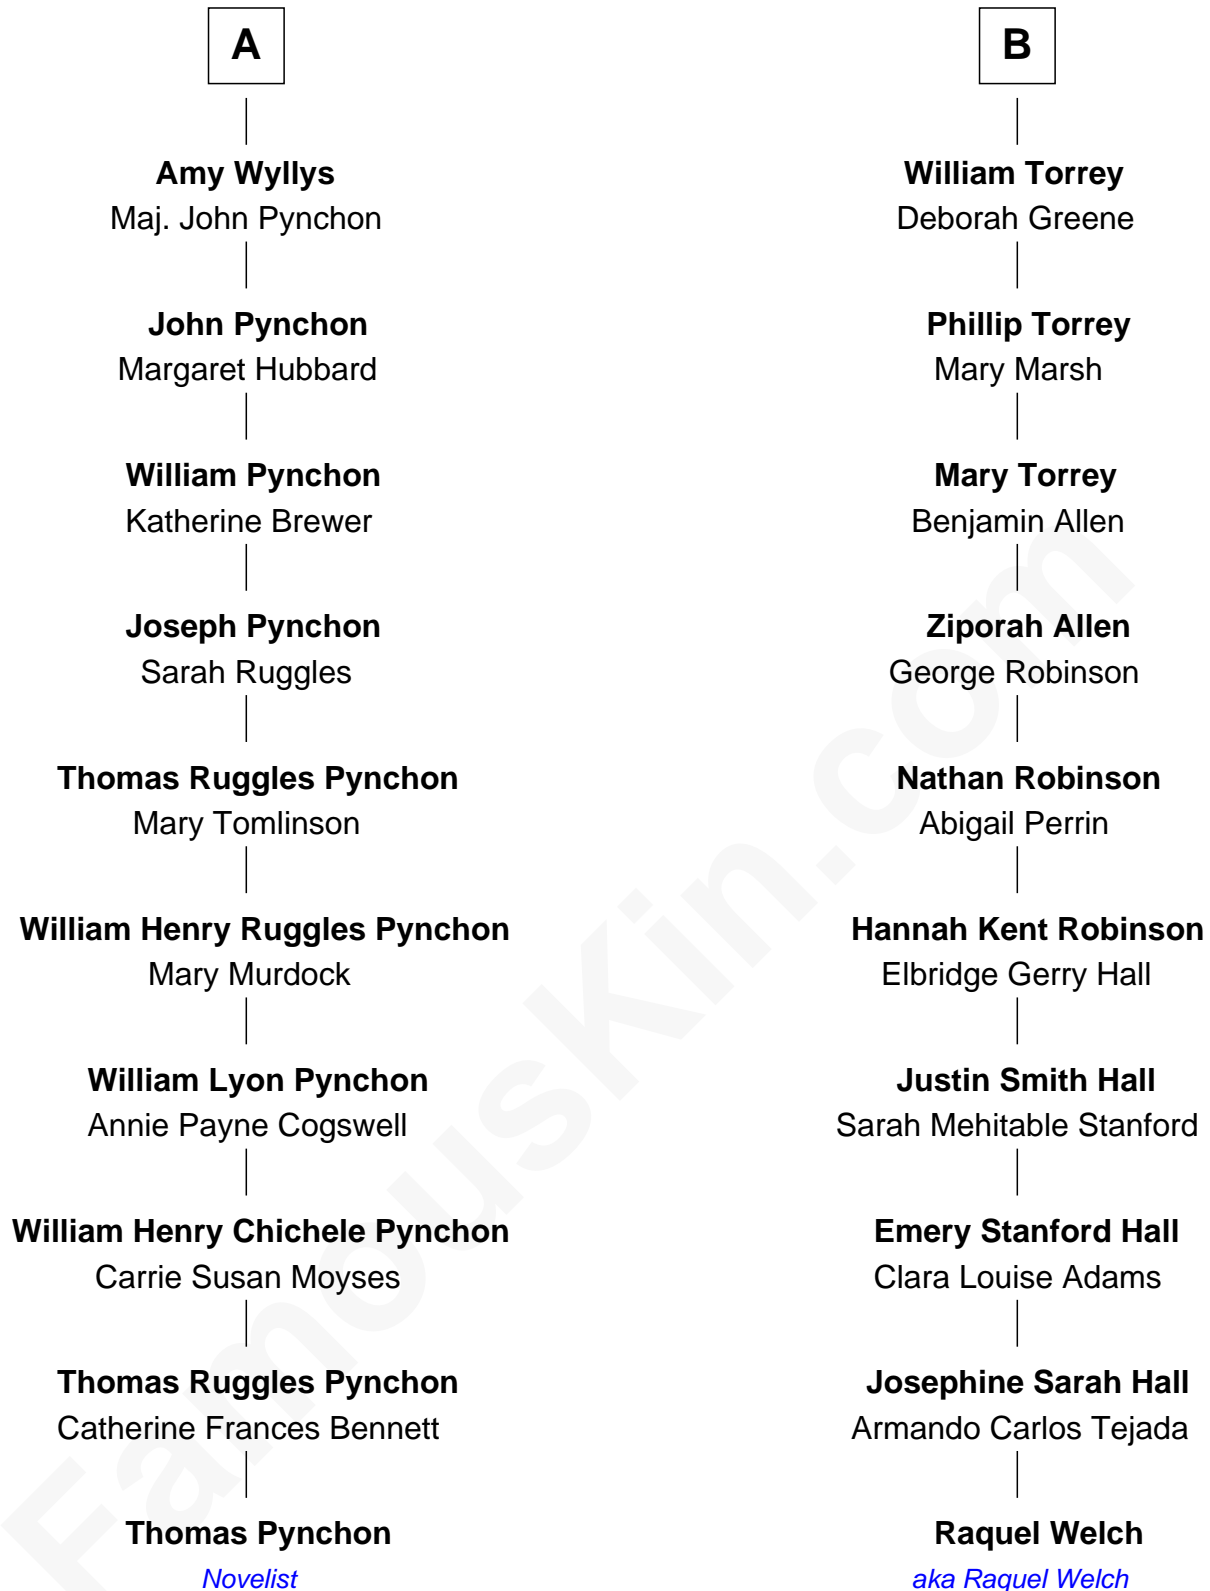 A
Amy Wyllys
Maj. John Pynchon
John Pynchon
Margaret Hubbard
William Pynchon
Katherine Brewer
Joseph Pynchon
Sarah Ruggles
Thomas Ruggles Pynchon
Mary Tomlinson
William Henry Ruggles Pynchon
Mary Murdock
William Lyon Pynchon
Annie Payne Cogswell
William Henry Chichele Pynchon
Carrie Susan Moyses
Thomas Ruggles Pynchon
Catherine Frances Bennett
Thomas Pynchon
Novelist
B
William Torrey
Deborah Greene
Phillip Torrey
Mary Marsh
Mary Torrey
Benjamin Allen
Ziporah Allen
George Robinson
Nathan Robinson
Abigail Perrin
Hannah Kent Robinson
Elbridge Gerry Hall
Justin Smith Hall
Sarah Mehitable Stanford
Emery Stanford Hall
Clara Louise Adams
Josephine Sarah Hall
Armando Carlos Tejada
Raquel Welch
aka Raquel Welch
FamousKin.com